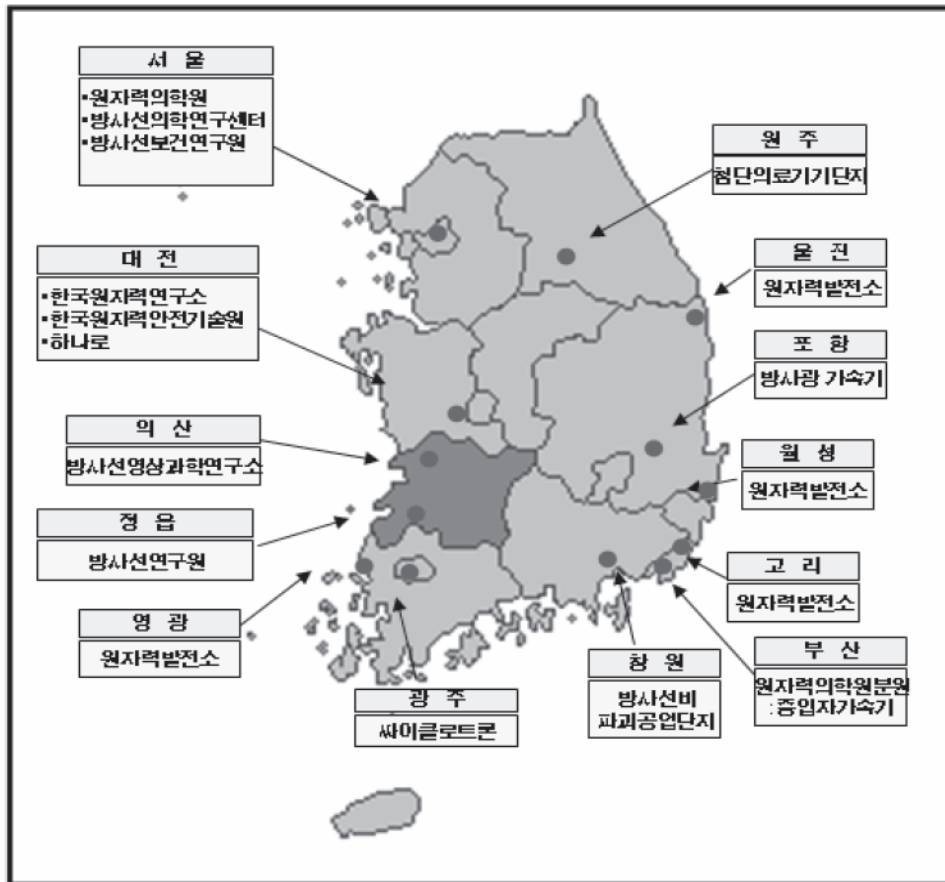 서 울
▪원자력의학원
▪방사선의학연구센터
▪방사선보건연구원
원 주
첨단의료기기단지
대 전
▪한국원자력연구소
▪한국원자력안전기술원
▪하나로
울 진
원자력발전소
포 항
방사광 가속기
익 산
방사선영상과학연구소
월 성
원자력발전소
정 읍
방사선연구원
고 리
원자력발전소
영 광
원자력발전소
부 산
원자력의학원분원
:중입자가속기
창 원
방사선비
파괴공업단지
광 주
싸이클로트론